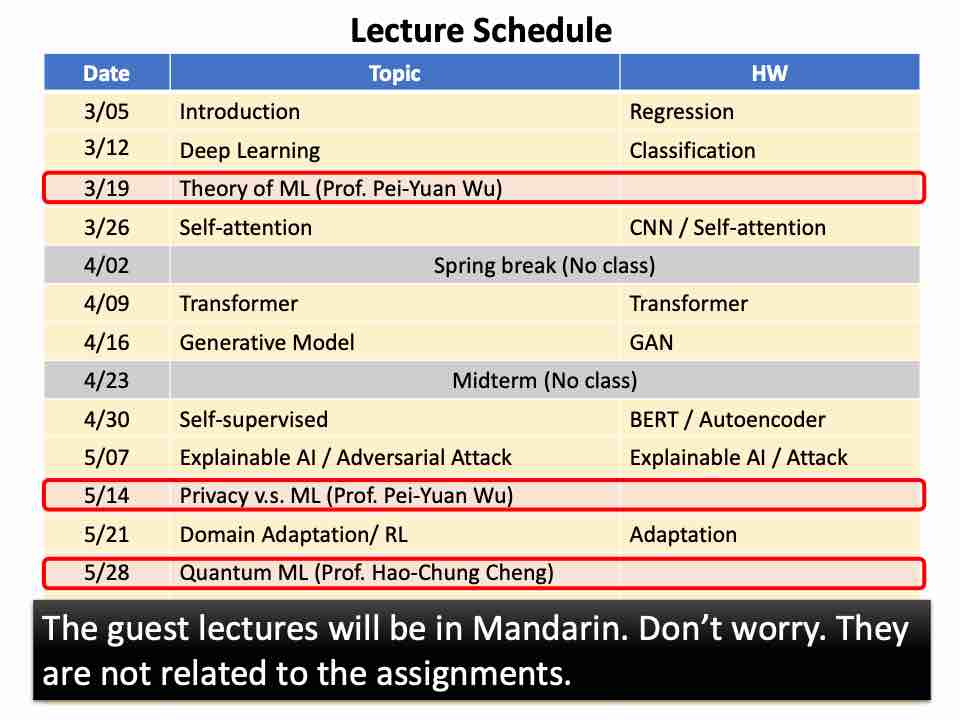 Lecture Schedule
Date Topic HW
3/05 Introduction Regression
3/12 Deep Learning Classification
3/19 Theory of ML (Prof. Pei-Yuan Wu)
3/26 Self-attention CNN / Self-attention
4/02 Spring break (No class)
4/09 Transformer Transformer
4/16 Generative Model GAN
4/23 Midterm (No class)
4/30 Self-supervised BERT / Autoencoder
5/07 Explainable AI / Adversarial Attack Explainable AI / Attack
5/14 Privacy v.s. ML (Prof. Pei-Yuan Wu)
5/21 Domain Adaptation/ RL Adaptation
5/28 Quantum ML (Prof. Hao-Chung Cheng)
The guest lectures will be in Mandarin. Don’t worry. They
are not related to the assignments.